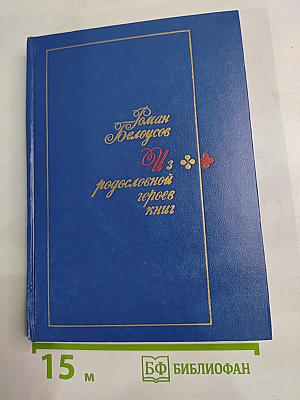 Роман
Белоусов
Из
родословной
героев
книг
15 м
БФ БИБЛИОФАН